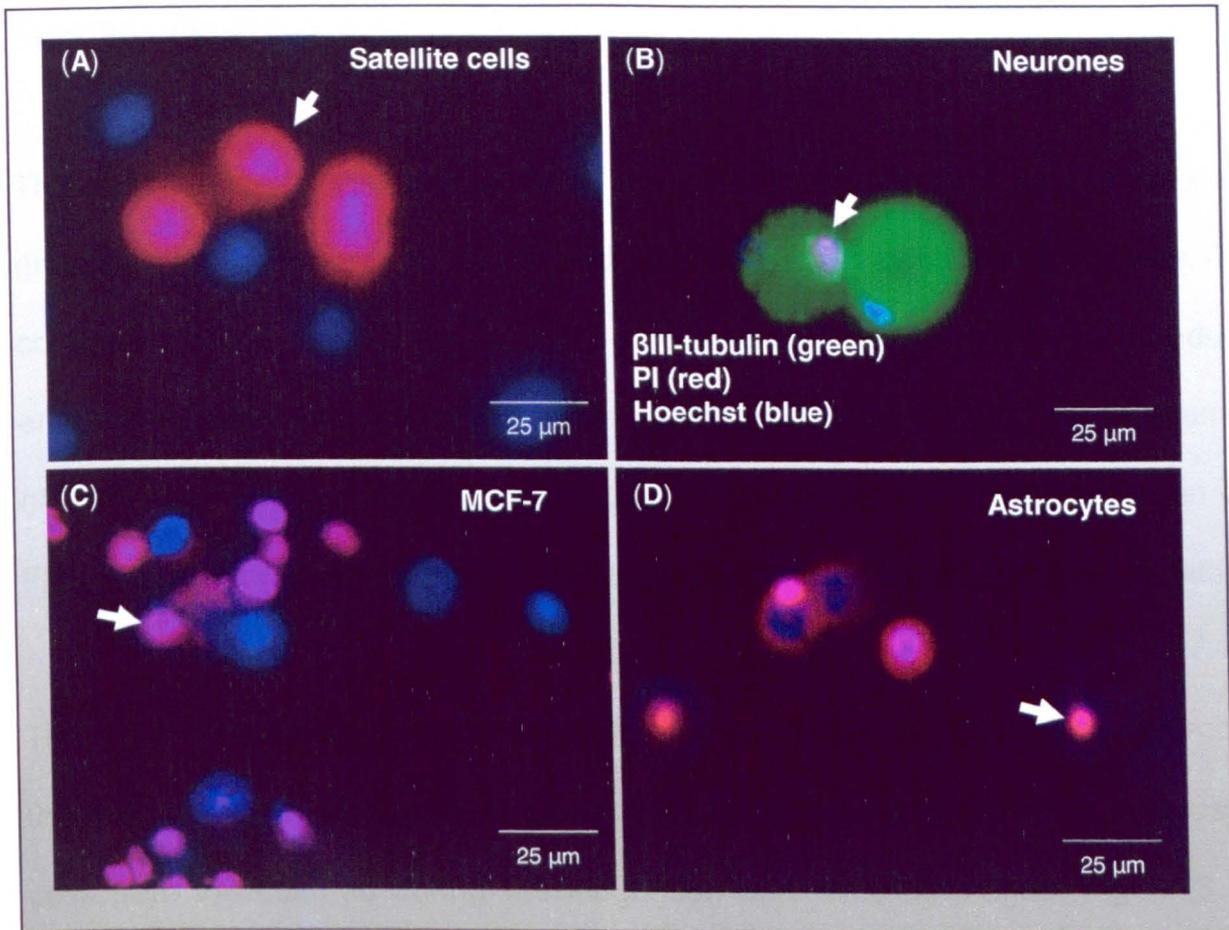 (A)
Satellite cells
25 µm
(B)
Neurones
βIII-tubulin (green)
PI (red)
Hoechst (blue)
25 µm
(C)
MCF-7
25 µm
(D)
Astrocytes
25 µm